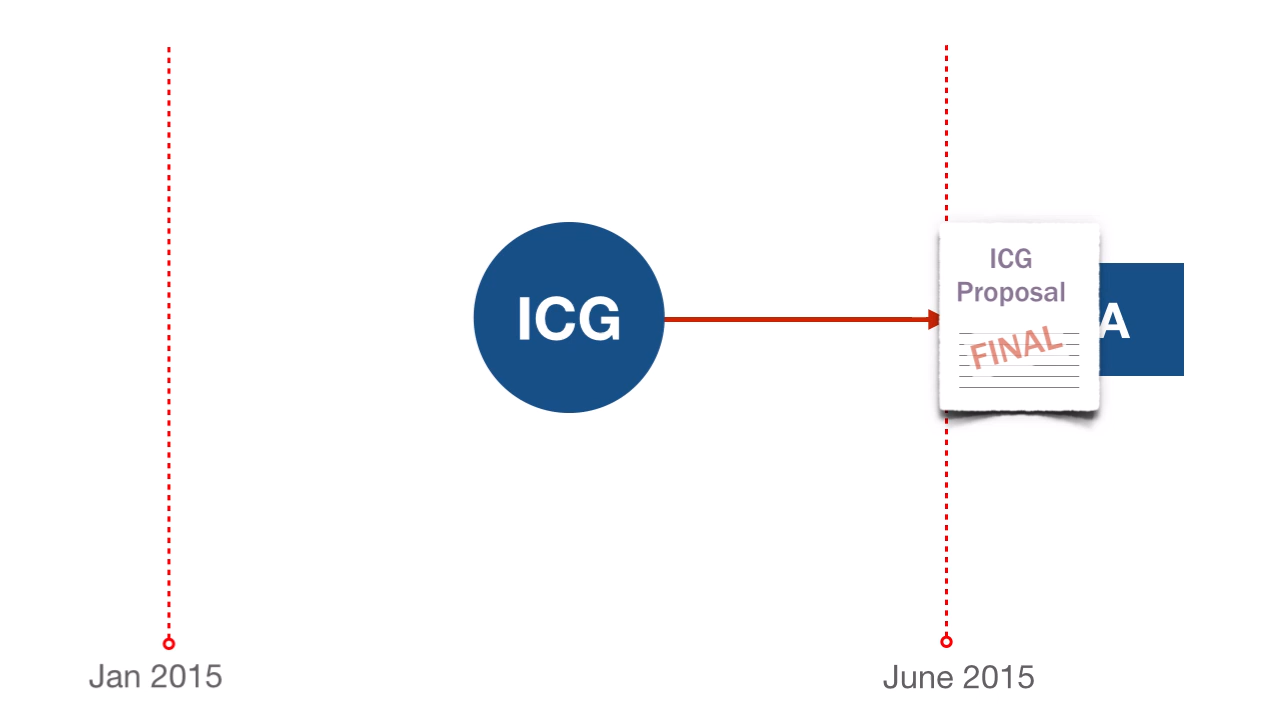 ICG
ICG
Proposal
FINAL
A
Jan 2015
June 2015